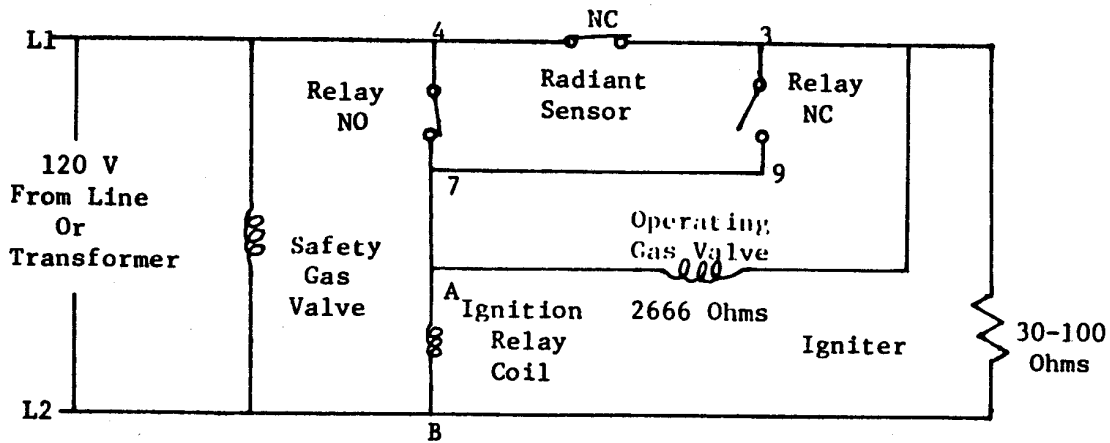 NC
L1
4
3
Relay
NO
Radiant
Sensor
Relay
NC
120 V
From Line
Or
Transformer
7
9
Safety
Gas
Valve
Operating
Gas Valve
2666 Ohms
A
Ignition
Relay
Coil
Igniter
30-100
Ohms
L2
B